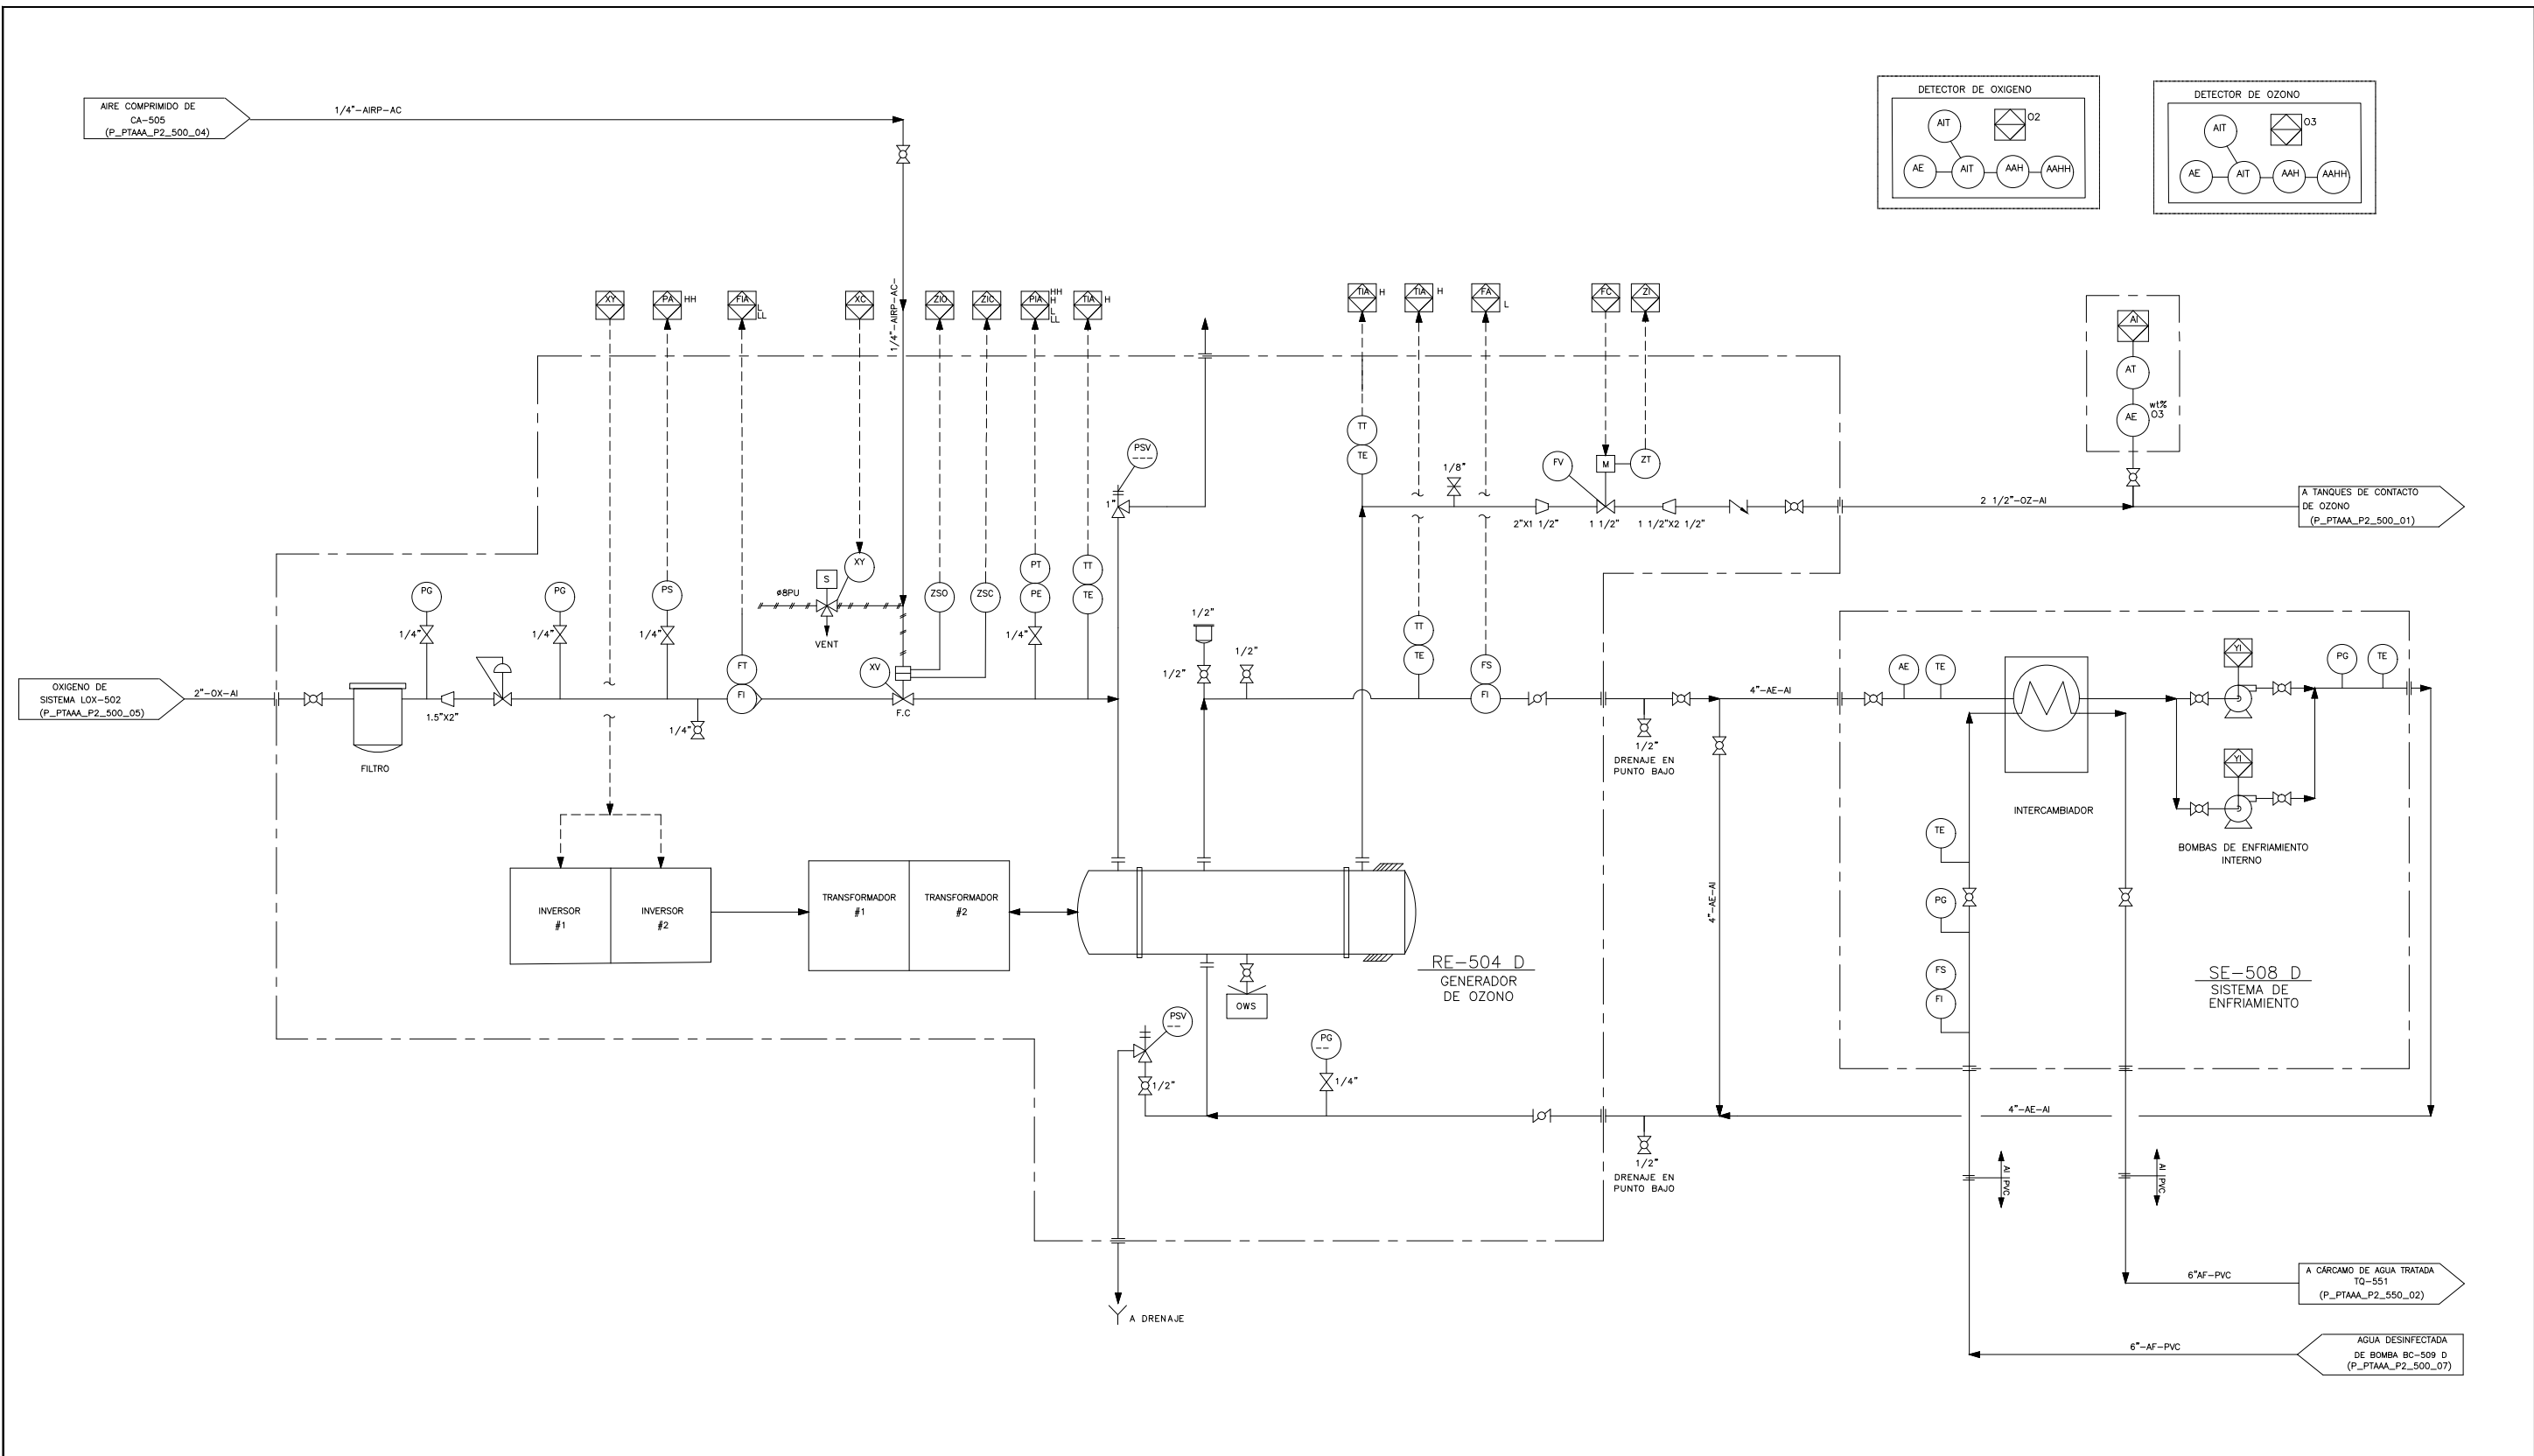 AIRE COMPRIMIDO DE
CA-505
(P_PTAAA_P2_500_04)
1/4"-AIRP-AC
DETECTOR DE OXIGENO
AIT
O2
AE
AIT
AAH
AAHH
DETECTOR DE OZONO
AIT
O3
AE
AIT
AAH
AAHH
XY
PA
HH
FIA
L
LL
XC
1/4"-AIRP-AC-
ZIO
ZIC
PIA
HH
H
L
LL
TIA
H
TIA
H
TIA
H
FA
L
FC
ZI
AI
AT
AE
wt%
O3
TT
TE
PSV
---
1"
1/8"
FV
M
ZT
2"X1 1/2"
1 1/2"
1 1/2"X2 1/2"
2 1/2"-OZ-AI
A TANQUES DE CONTACTO
DE OZONO
(P_PTAAA_P2_500_01)
PG
1/4"
PG
1/4"
PS
1/4"
ø8PU
S
XY
VENT
ZSO
ZSC
PT
PE
1/4"
TT
TE
1/2"
1/2"
1/2"
TT
TE
FS
FI
FT
FI
XV
F.C
OXIGENO DE
SISTEMA LOX-502
(P_PTAAA_P2_500_05)
2"-OX-AI
FILTRO
1.5"X2"
1/4"
1/2"
DRENAJE EN
PUNTO BAJO
4"-AE-AI
AE
TE
INTERCAMBIADOR
YI
YI
PG
TE
BOMBAS DE ENFRIAMIENTO
INTERNO
INVERSOR
#1
INVERSOR
#2
TRANSFORMADOR
#1
TRANSFORMADOR
#2
RE-504 D
GENERADOR
DE OZONO
OWS
4"-AE-AI
TE
PG
FS
FI
SE-508 D
SISTEMA DE
ENFRIAMIENTO
PSV
--
1/2"
PG
--
1/4"
4"-AE-AI
1/2"
DRENAJE EN
PUNTO BAJO
AI
PVC
AI
PVC
A DRENAJE
6"AF-PVC
A CÁRCAMO DE AGUA TRATADA
TQ-551
(P_PTAAA_P2_550_02)
6"-AF-PVC
AGUA DESINFECTADA
DE BOMBA BC-509 D
(P_PTAAA_P2_500_07)